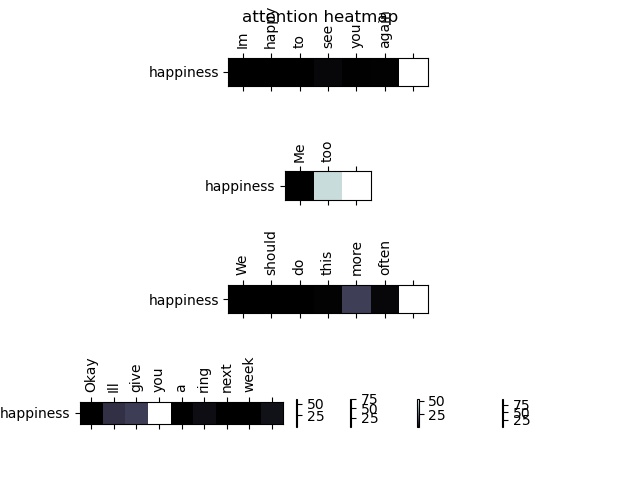 attention heatmap
Im happy to see you again
happiness
Me too
happiness
We should do this more often
happiness
Okay Ill give you a ring next week
happiness
50 25
75 50 25
50 25
75 50 25